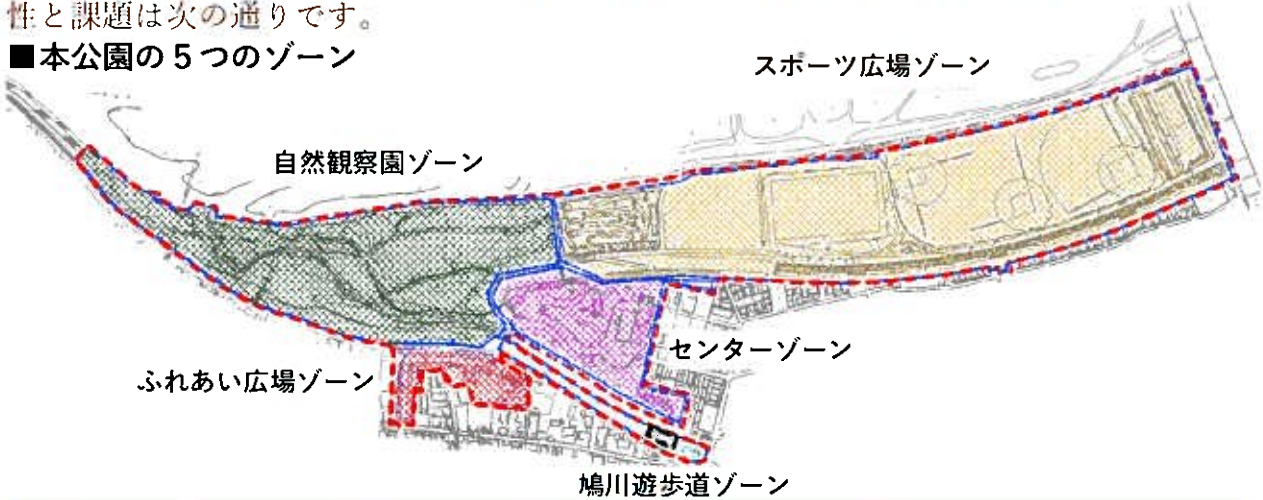 性と課題は次の通りです。
■本公園の5つのゾーン
スポーツ広場ゾーン
自然観察園ゾーン
センターゾーン
ふれあい広場ゾーン
鳩川遊歩道ゾーン